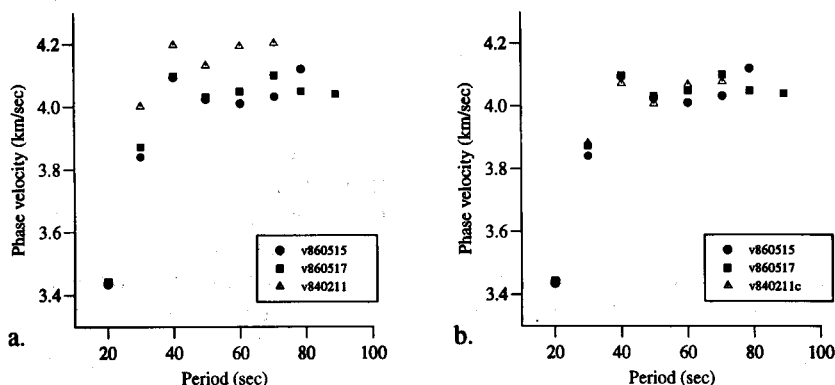 4.2
4.0
3.8
3.6
3.4
Phase velocity (km/sec)
v860515
v860517
v840211
20 40 60 80 100
Period (sec)
a.
4.2
4.0
3.8
3.6
3.4
Phase velocity (km/sec)
v860515
v860517
v840211c
20 40 60 80 100
Period (sec)
b.